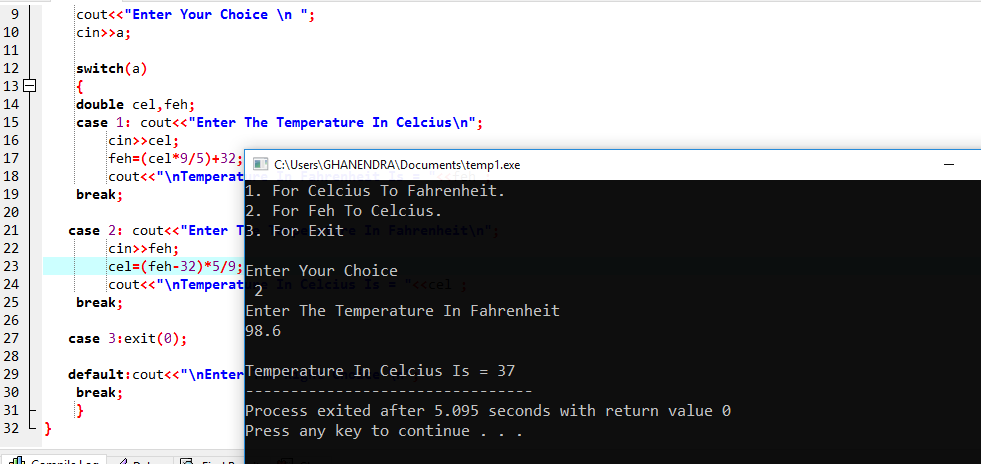 9 cout<<"Enter Your Choice \n ";
10 cin>>a;
11
12 switch(a)
13 {
14 double cel,feh;
15 case 1: cout<<"Enter The Temperature In Celcius\n";
16 cin>>cel;
17 feh=(cel*9/5)+32;
18 cout<<"\nTemperat
19 break;
20
21 case 2: cout<<"Enter T In Fahrenheit\n";
22 cin>>feh;
23 cel=(feh-32)*5/9;
24 cout<<"\nTemperat In Celcius Is = "<<cel ;
25 break;
26
27 case 3:exit(0);
28
29 default:cout<<"\nEnter
30 break;
31 }
32 }
C:\Users\GHANENDRA\Documents\temp1.exe
1. For Celcius To Fahrenheit.
2. For Feh To Celcius.
3. For Exit
Enter Your Choice
2
Enter The Temperature In Fahrenheit
98.6
Temperature In Celcius Is = 37
--------------------------------
Process exited after 5.095 seconds with return value 0
Press any key to continue . . .